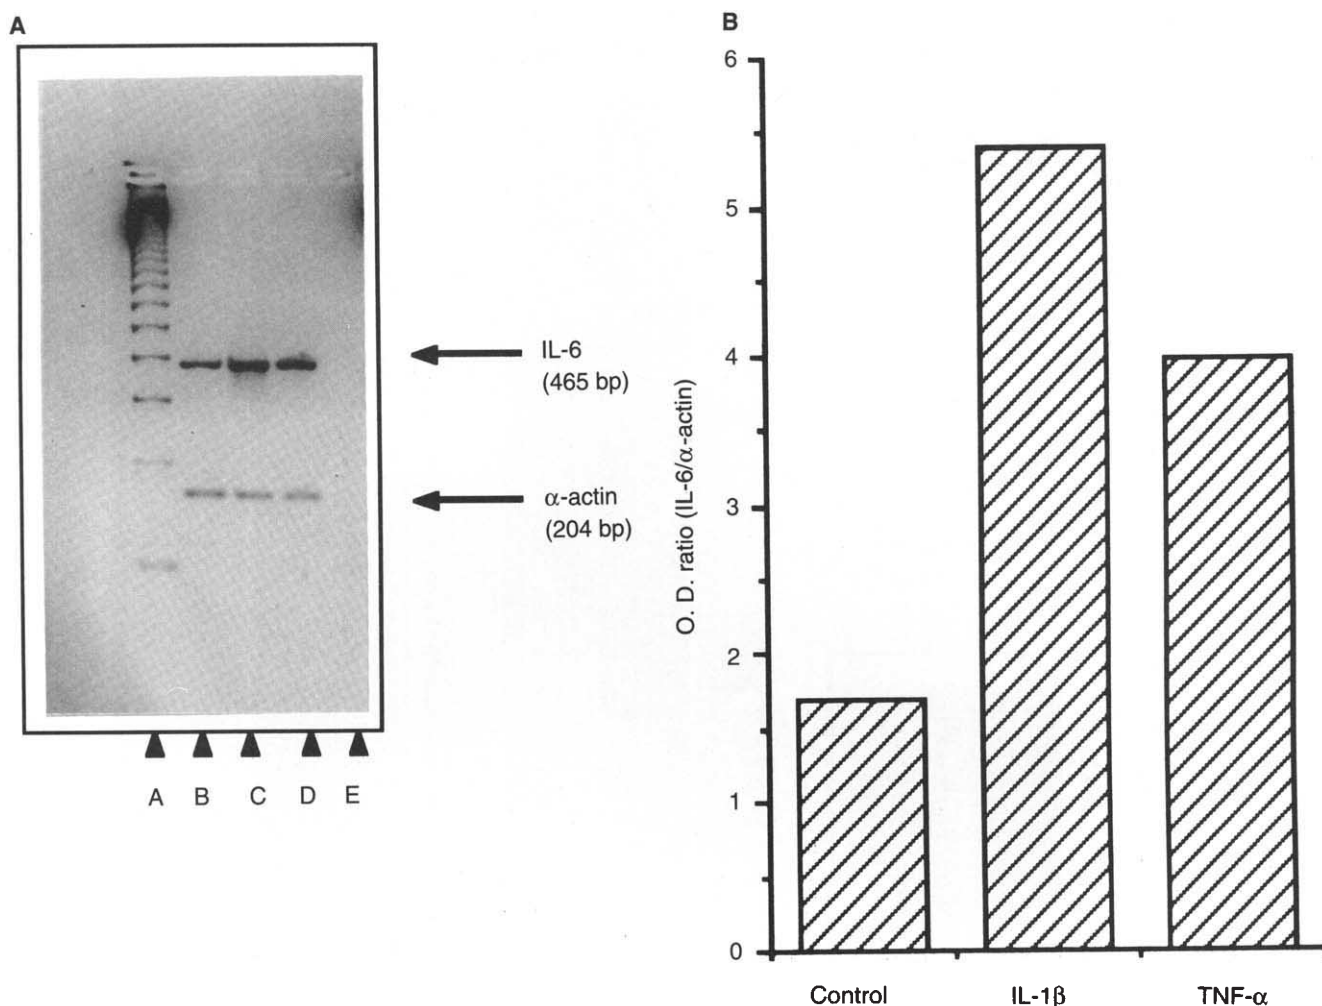 A
IL-6
(465 bp)
α-actin
(204 bp)
A B C D E
B
O. D. ratio (IL-6/α-actin)
6
5
4
3
2
1
0
Control IL-1β TNF-α